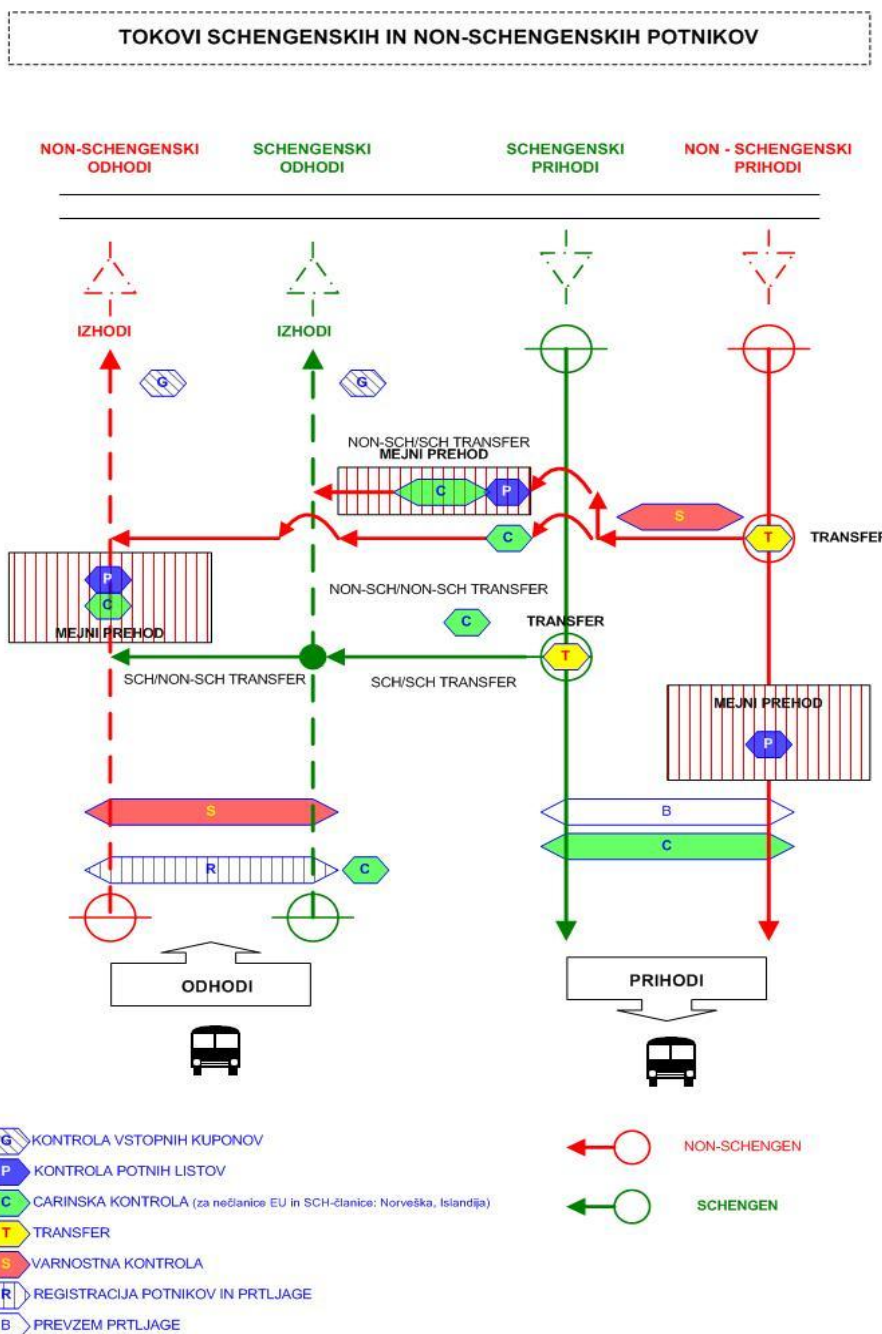 TOKOVI SCHENGENSKIH IN NON-SCHENGENSKIH POTNIKOV
NON-SCHENGENSKI
ODHODI
SCHENGENSKI
ODHODI
SCHENGENSKI
PRIHODI
NON - SCHENGENSKI
PRIHODI
IZHODI
IZHODI
G
G
NON-SCH/SCH TRANSFER
MEJNI PREHOD
C
P
S
C
T
TRANSFER
P
C
MEJNI PREHOD
NON-SCH/NON-SCH TRANSFER
C
TRANSFER
T
SCH/NON-SCH TRANSFER
SCH/SCH TRANSFER
MEJNI PREHOD
P
S
B
C
R
C
ODHODI
PRIHODI
G KONTROLA VSTOPNIH KUPONOV
P KONTROLA POTNIH LISTOV
C CARINSKA KONTROLA (za nečlanice EU in SCH-članice: Norveška, Islandija)
T TRANSFER
S VARNOSTNA KONTROLA
R REGISTRACIJA POTNIKOV IN PRTLJAGE
B PREVZEM PRTLJAGE
NON-SCHENGEN
SCHENGEN